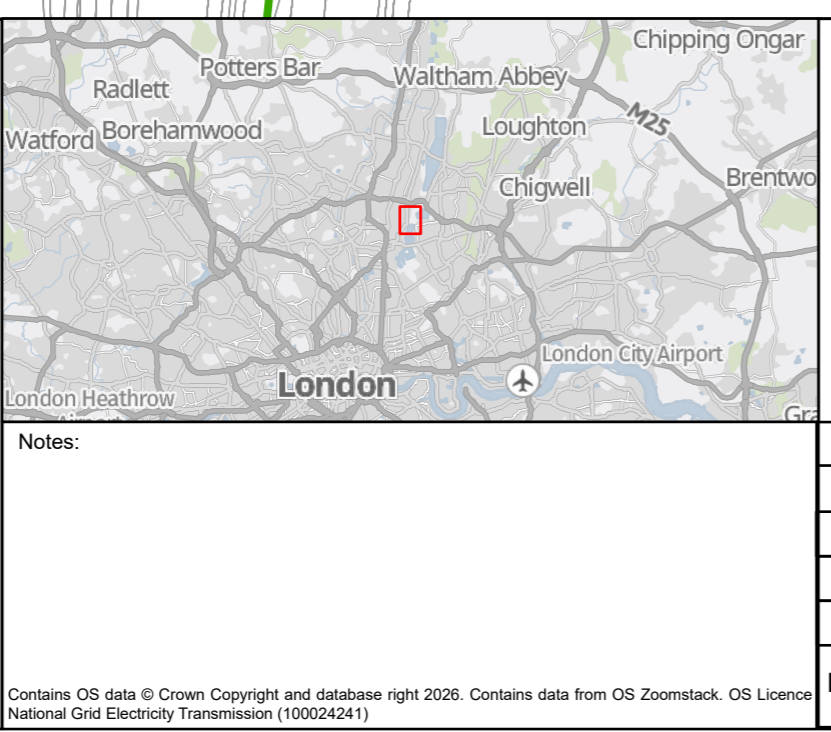 Chipping Ongar
Potters Bar
Waltham Abbey
Radlett
M25
Watford
Borehamwood
Loughton
Chigwell
London City Airport
London
London Heathrow
Notes:
Contains OS data © Crown Copyright and database right 2026. Contains data from OS Zoomstack. OS Licence
National Grid Electricity Transmission (100024241)